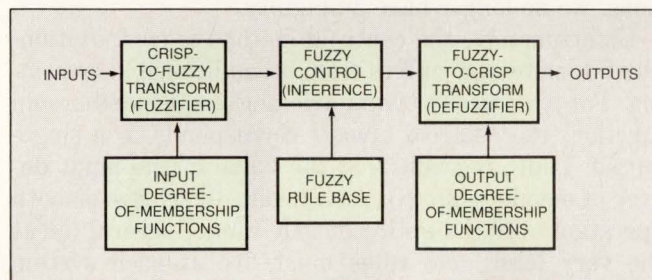 INPUTS
CRISP-
TO-FUZZY
TRANSFORM
(FUZZIFIER)
FUZZY
CONTROL
(INFERENCE)
FUZZY-
TO-CRISP
TRANSFORM
(DEFUZZIFIER)
OUTPUTS
INPUT
DEGREE-
OF-MEMBERSHIP
FUNCTIONS
FUZZY
RULE BASE
OUTPUT
DEGREE-
OF-MEMBERSHIP
FUNCTIONS